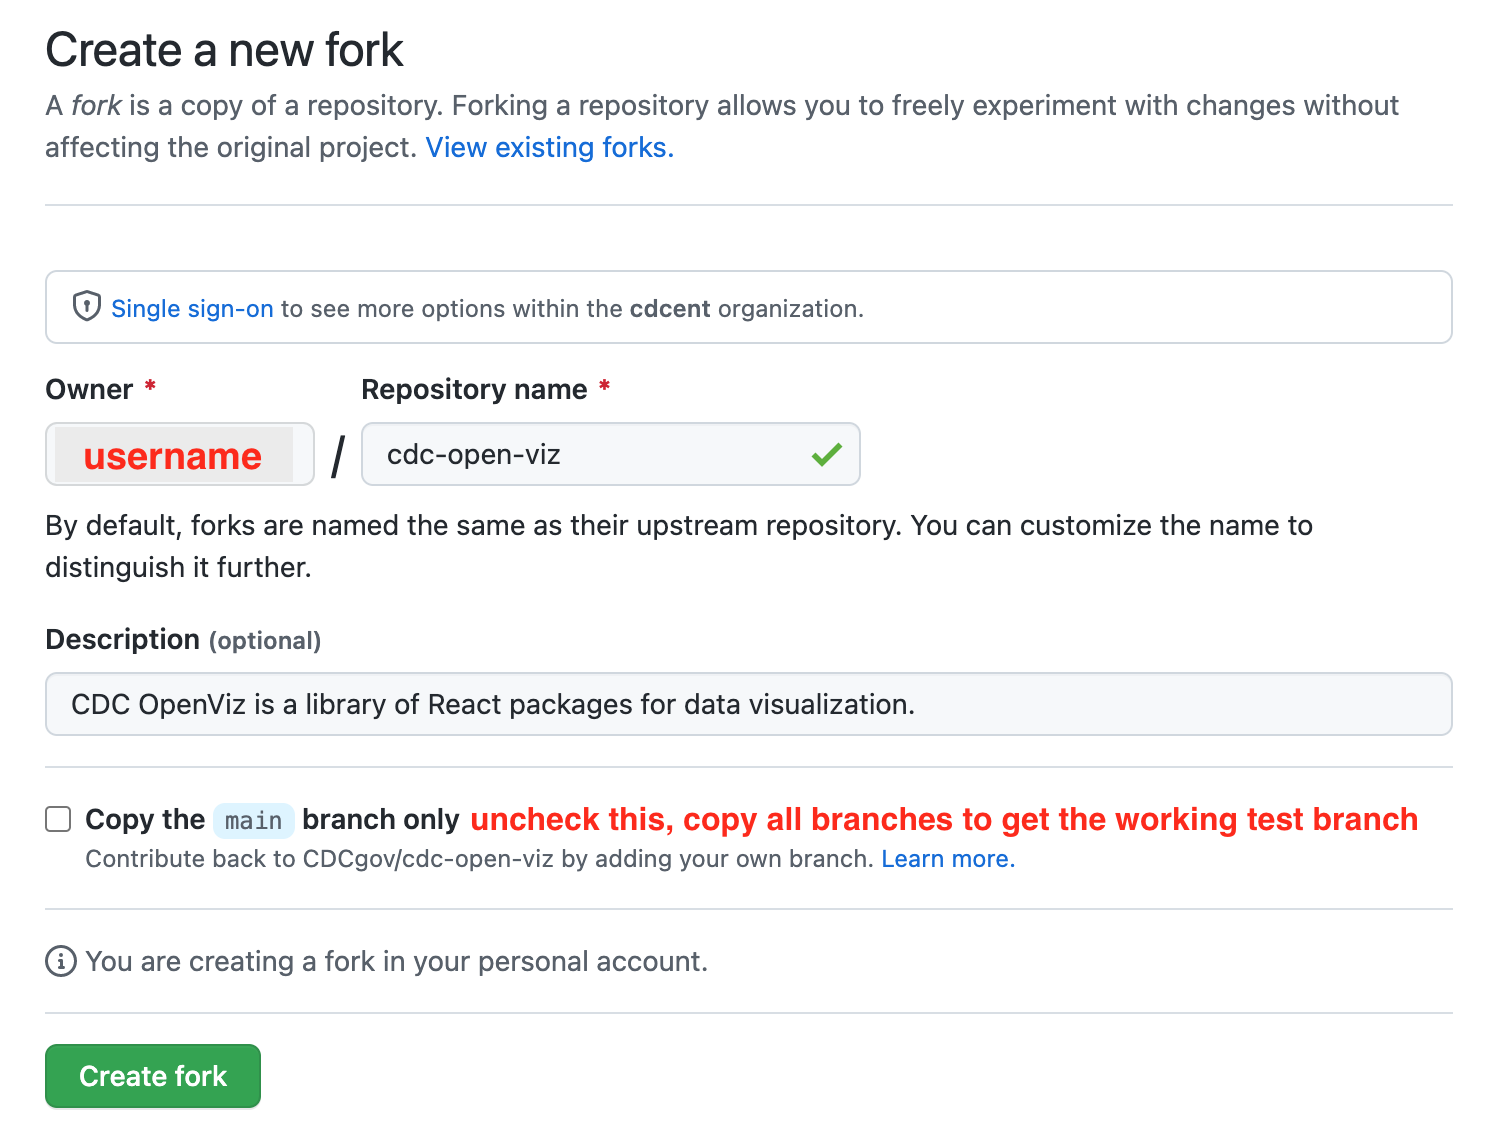 Create a new fork
A fork is a copy of a repository. Forking a repository allows you to freely experiment with changes without
affecting the original project. View existing forks.
Single sign-on to see more options within the cdcent organization.
Owner * Repository name *
username / cdc-open-viz
By default, forks are named the same as their upstream repository. You can customize the name to
distinguish it further.
Description (optional)
CDC OpenViz is a library of React packages for data visualization.
Copy the main branch only uncheck this, copy all branches to get the working test branch
Contribute back to CDCgov/cdc-open-viz by adding your own branch. Learn more.
You are creating a fork in your personal account.
Create fork